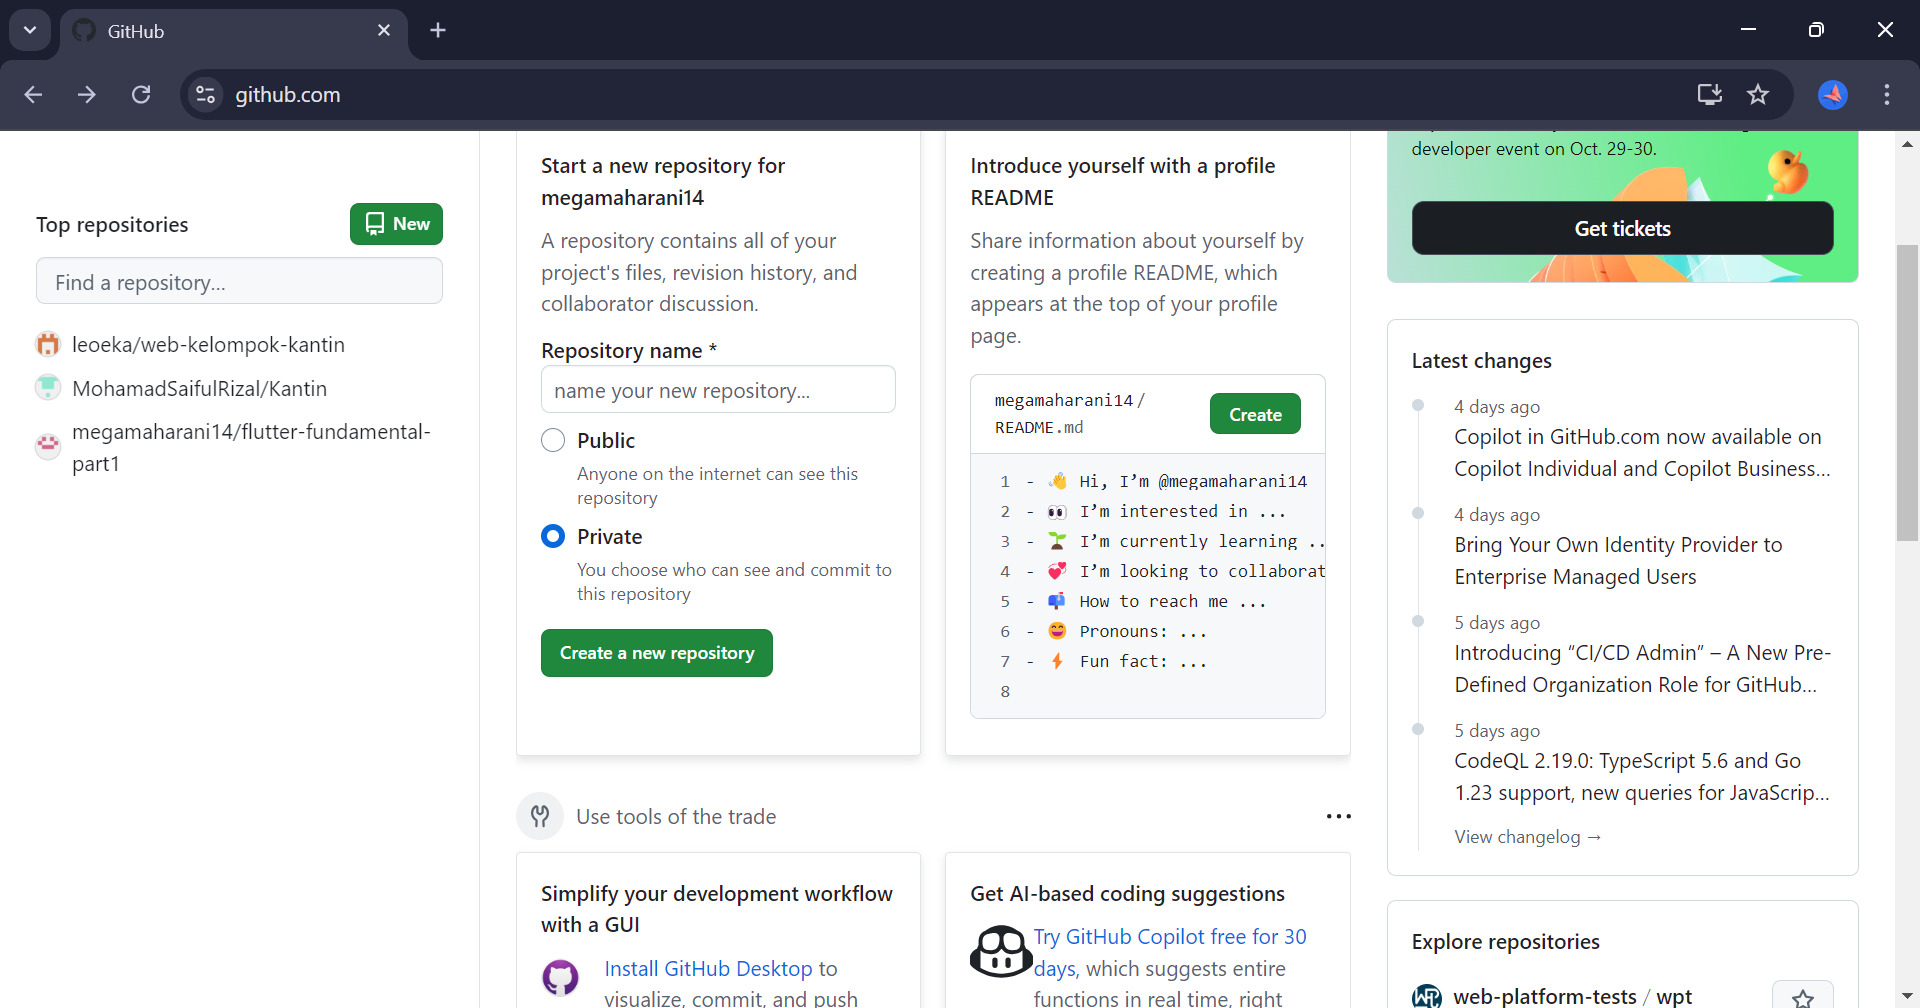 GitHub
github.com
Top repositories
New
Find a repository...
leoeka/web-kelompok-kantin
MohamadSaifulRizal/Kantin
megamaharani14/flutter-fundamental-
part1
Start a new repository for
megamaharani14
A repository contains all of your
project's files, revision history, and
collaborator discussion.
Repository name *
name your new repository...
Public
Anyone on the internet can see this
repository
Private
You choose who can see and commit to
this repository
Create a new repository
Introduce yourself with a profile
README
Share information about yourself by
creating a profile README, which
appears at the top of your profile
page.
megamaharani14 /
README.md
Create
1 - 👋 Hi, I’m @megamaharani14
2 - 👀 I’m interested in ...
3 - 🌱 I’m currently learning ..
4 - 💞️ I’m looking to collaborat
5 - 📫 How to reach me ...
6 - 😄 Pronouns: ...
7 - ⚡ Fun fact: ...
8
Use tools of the trade
Simplify your development workflow
with a GUI
Install GitHub Desktop to
visualize, commit, and push
Get AI-based coding suggestions
Try GitHub Copilot free for 30
days, which suggests entire
functions in real time, right
developer event on Oct. 29-30.
Get tickets
Latest changes
4 days ago
Copilot in GitHub.com now available on
Copilot Individual and Copilot Business...
4 days ago
Bring Your Own Identity Provider to
Enterprise Managed Users
5 days ago
Introducing “CI/CD Admin” – A New Pre-
Defined Organization Role for GitHub...
5 days ago
CodeQL 2.19.0: TypeScript 5.6 and Go
1.23 support, new queries for JavaScrip...
View changelog →
Explore repositories
web-platform-tests / wpt